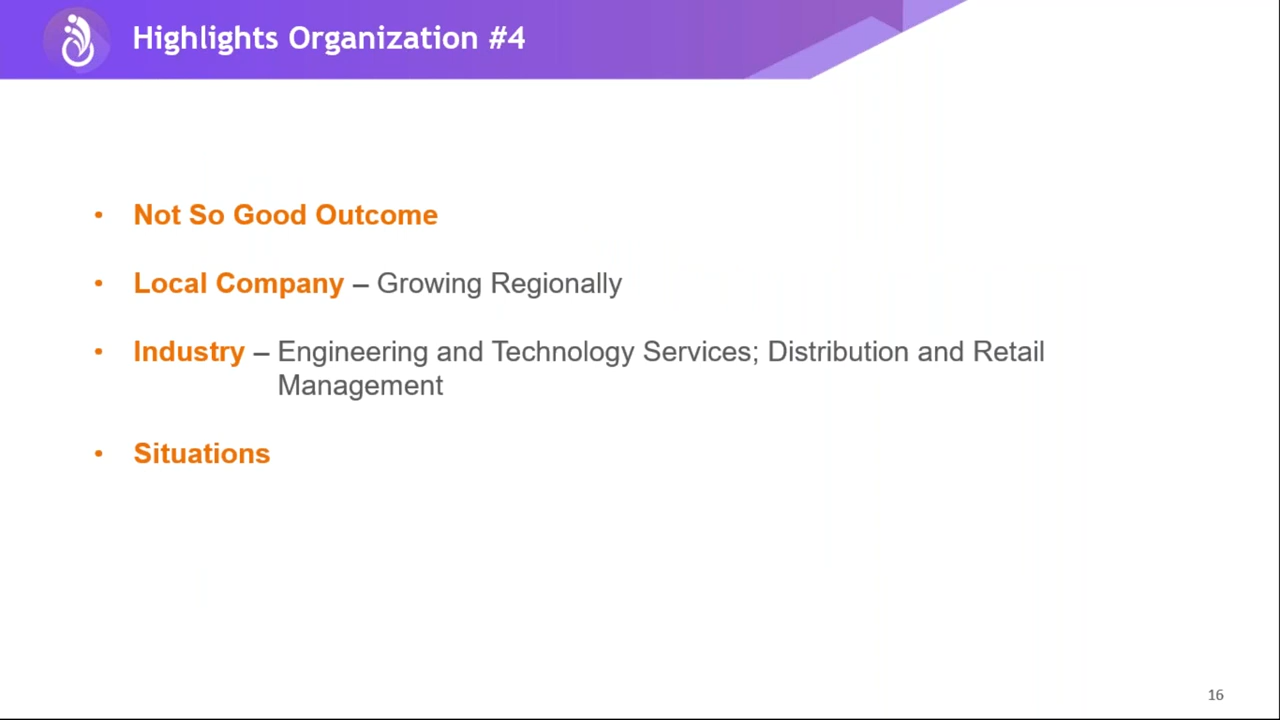 Highlights Organization #4
• Not So Good Outcome
• Local Company – Growing Regionally
• Industry – Engineering and Technology Services; Distribution and Retail
Management
• Situations
16